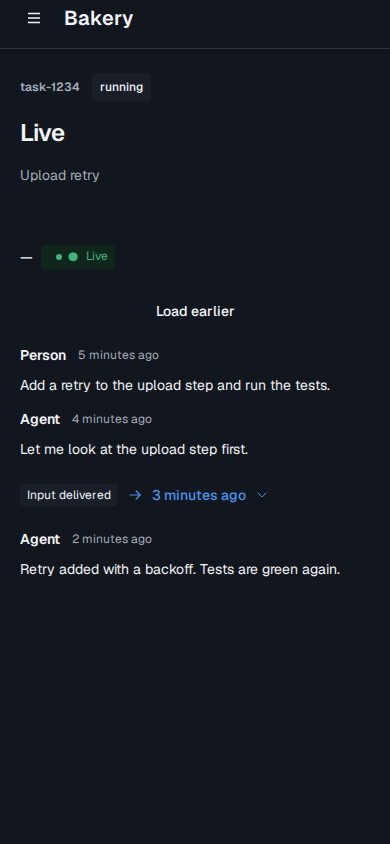 Bakery
task-1234 running
Live
Upload retry
— Live
Load earlier
Person 5 minutes ago
Add a retry to the upload step and run the tests.
Agent 4 minutes ago
Let me look at the upload step first.
Input delivered → 3 minutes ago
Agent 2 minutes ago
Retry added with a backoff. Tests are green again.